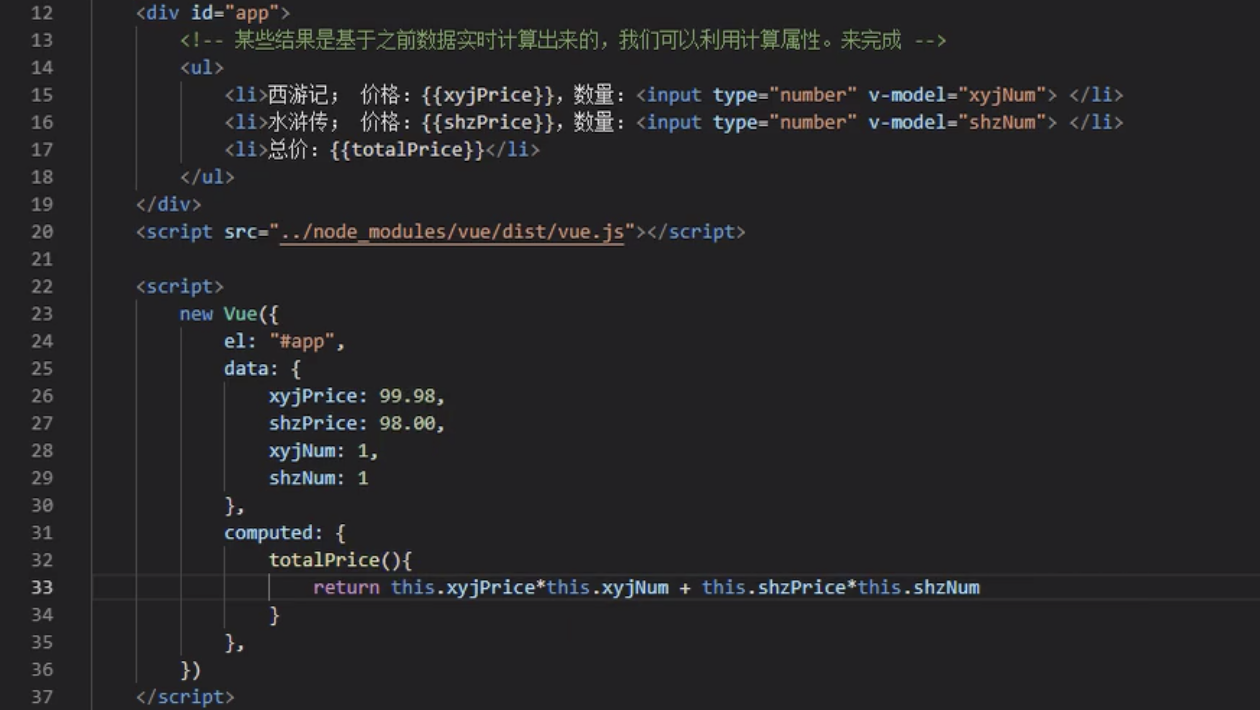 12 <div id="app">
13 <!-- 某些结果是基于之前数据实时计算出来的，我们可以利用计算属性。来完成 -->
14 <ul>
15 <li>西游记； 价格：{{xyjPrice}}，数量：<input type="number" v-model="xyjNum"> </li>
16 <li>水浒传； 价格：{{shzPrice}}，数量：<input type="number" v-model="shzNum"> </li>
17 <li>总价：{{totalPrice}}</li>
18 </ul>
19 </div>
20 <script src="../node_modules/vue/dist/vue.js"></script>
21
22 <script>
23 new Vue({
24 el: "#app",
25 data: {
26 xyjPrice: 99.98,
27 shzPrice: 98.00,
28 xyjNum: 1,
29 shzNum: 1
30 },
31 computed: {
32 totalPrice(){
33 return this.xyjPrice*this.xyjNum + this.shzPrice*this.shzNum
34 }
35 },
36 })
37 </script>